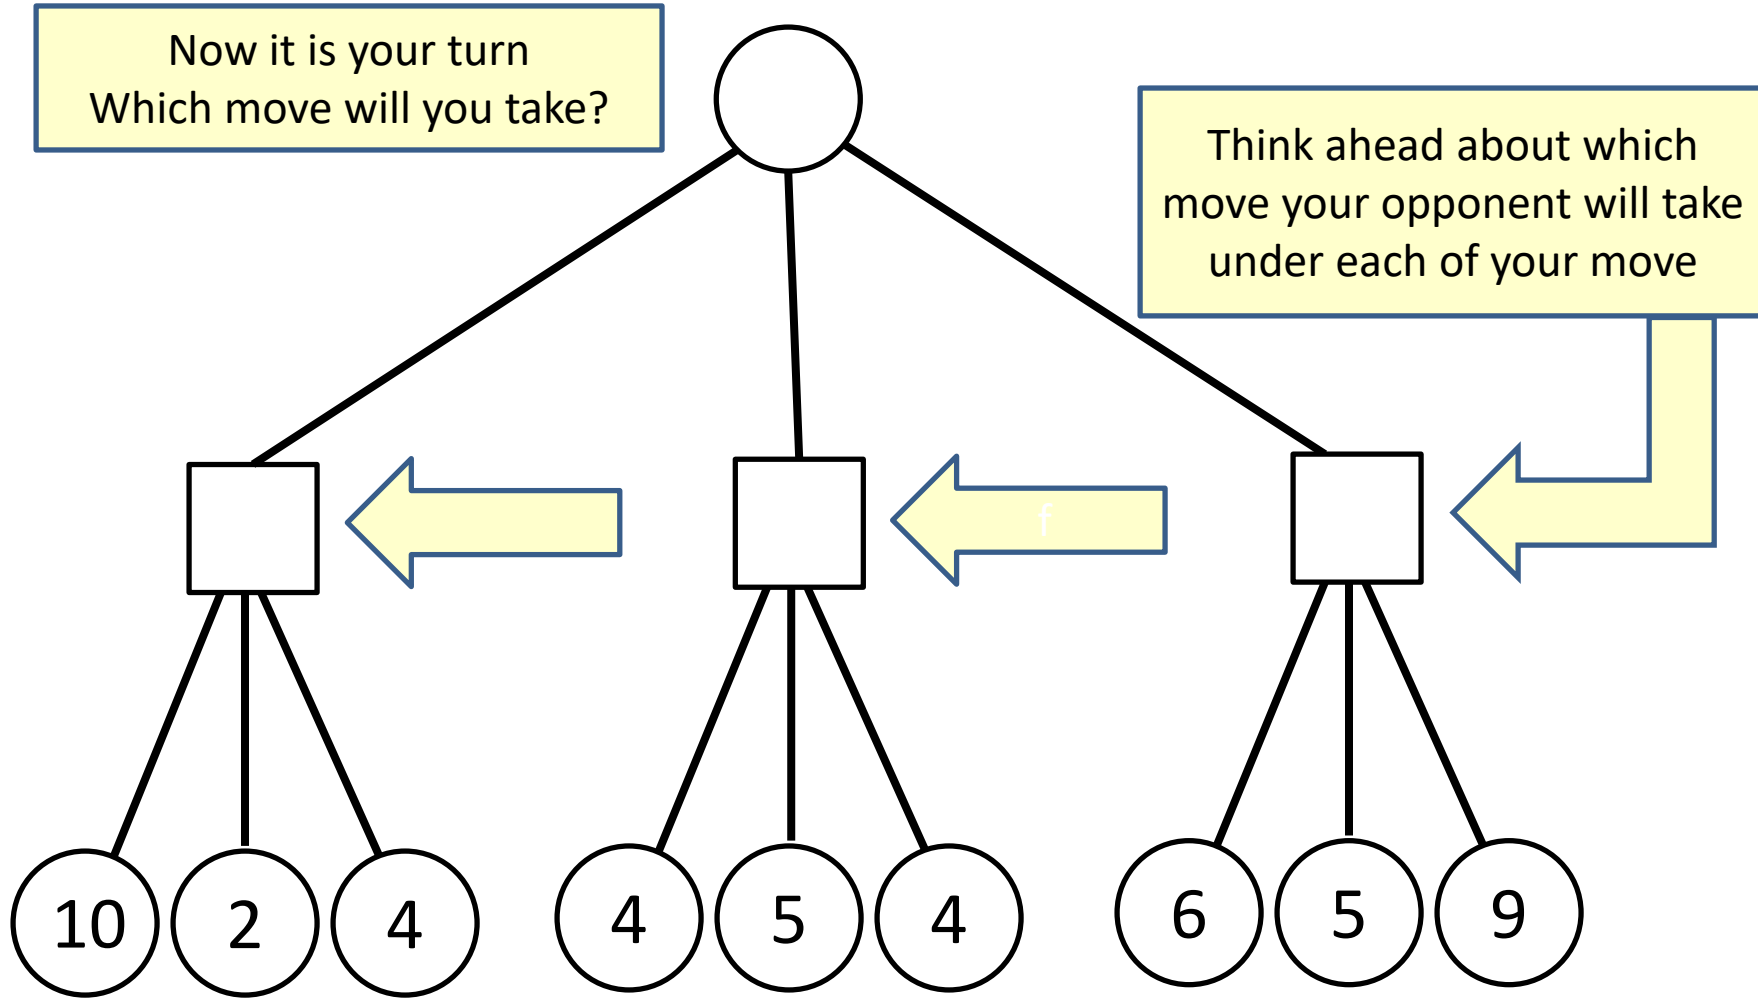 Now it is your turn
Which move will you take?
Think ahead about which
move your opponent will take
under each of your move
f
10 2 4 4 5 4 6 5 9